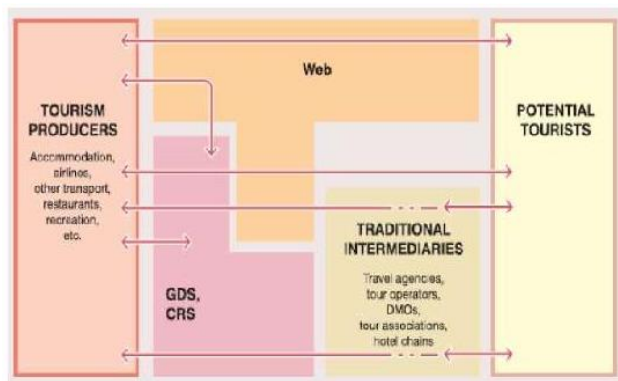 Web
TOURISM
PRODUCERS
Accommodation,
airlines,
other transport,
restaurants,
recreation,
etc.
POTENTIAL
TOURISTS
TRADITIONAL
INTERMEDIARIES
Travel agencies,
tour operators,
DMOs,
tour associations,
hotel chains
GDS,
CRS